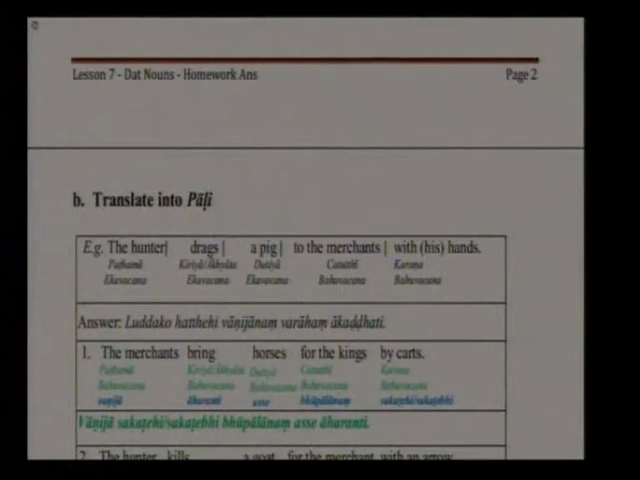 Lesson 7 - Dat Nouns - Homework Ans Page 2
b. Translate into Pāḷi
E.g. The hunter| drags | a pig | to the merchants | with (his) hands.
Paṭhamā Kiriyā/Ākhyāta Dutiyā Catutthī Karaṇa
Ekavacana Ekavacana Ekavacana Bahuvacana Bahuvacana
Answer: Luddako hatthehi vāṇijānaṃ varāhaṃ ākaḍḍhati.
1. The merchants bring horses for the kings by carts.
Paṭhamā Kiriyā/Ākhyāta Dutiyā Catutthī Karaṇa
Bahuvacana Bahuvacana Bahuvacana Bahuvacana Bahuvacana
vaṇijā āharanti asse bhūpālānaṃ sakaṭehi/sakaṭebhi
Vāṇijā sakaṭehi/sakaṭebhi bhūpālānaṃ asse āharanti.
2. The hunter kills a goat for the merchant with an arrow.